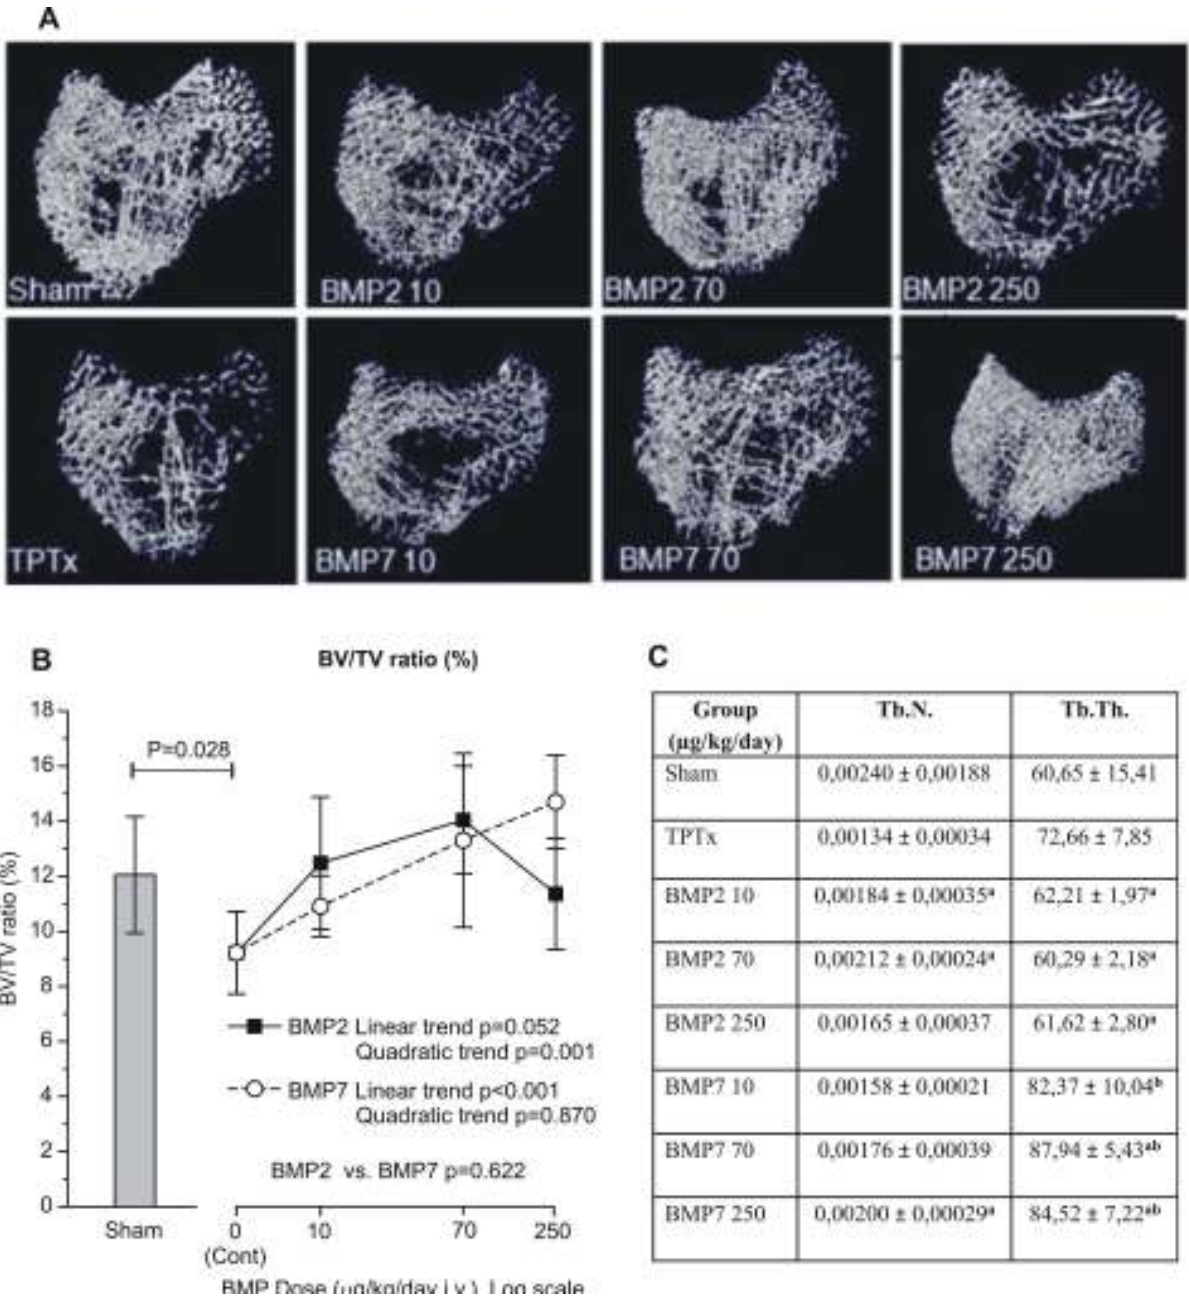 A
Sham
BMP2 10
BMP2 70
BMP2 250
TPTx
BMP7 10
BMP7 70
BMP7 250
B
BV/TV ratio (%)
BV/TV ratio (%)
18
16
14
12
10
8
6
4
2
0
P=0.028
BMP2 Linear trend p=0.052
Quadratic trend p=0.001
BMP7 Linear trend p<0.001
Quadratic trend p=0.870
BMP2 vs. BMP7 p=0.622
Sham
0 10 70 250
(Cont)
BMP Dose (µg/kg/day i.v.) Log scale
C
Group Tb.N. Tb.Th.
(µg/kg/day)
Sham 0,00240 ± 0,00188 60,65 ± 15,41
TPTx 0,00134 ± 0,00034 72,66 ± 7,85
BMP2 10 0,00184 ± 0,00035ᵃ 62,21 ± 1,97ᵃ
BMP2 70 0,00212 ± 0,00024ᵃ 60,29 ± 2,18ᵃ
BMP2 250 0,00165 ± 0,00037 61,62 ± 2,80ᵃ
BMP7 10 0,00158 ± 0,00021 82,37 ± 10,04ᵇ
BMP7 70 0,00176 ± 0,00039 87,94 ± 5,43ᵃᵇ
BMP7 250 0,00200 ± 0,00029ᵃ 84,52 ± 7,22ᵃᵇ